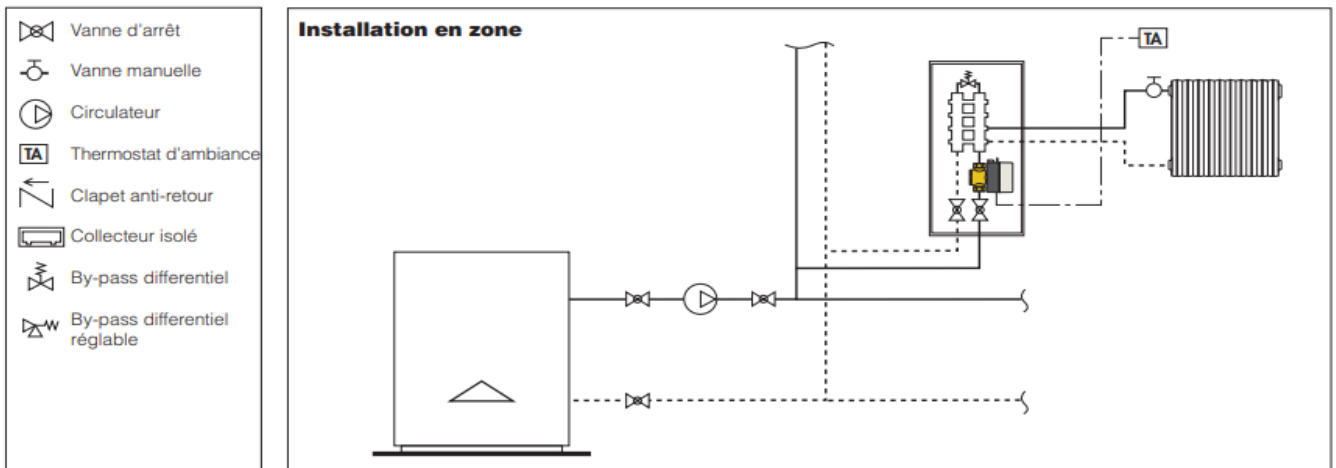 Vanne d'arrêt
Vanne manuelle
Circulateur
TA
Thermostat d'ambiance
Clapet anti-retour
Collecteur isolé
By-pass differentiel
By-pass differentiel
réglable
Installation en zone
TA